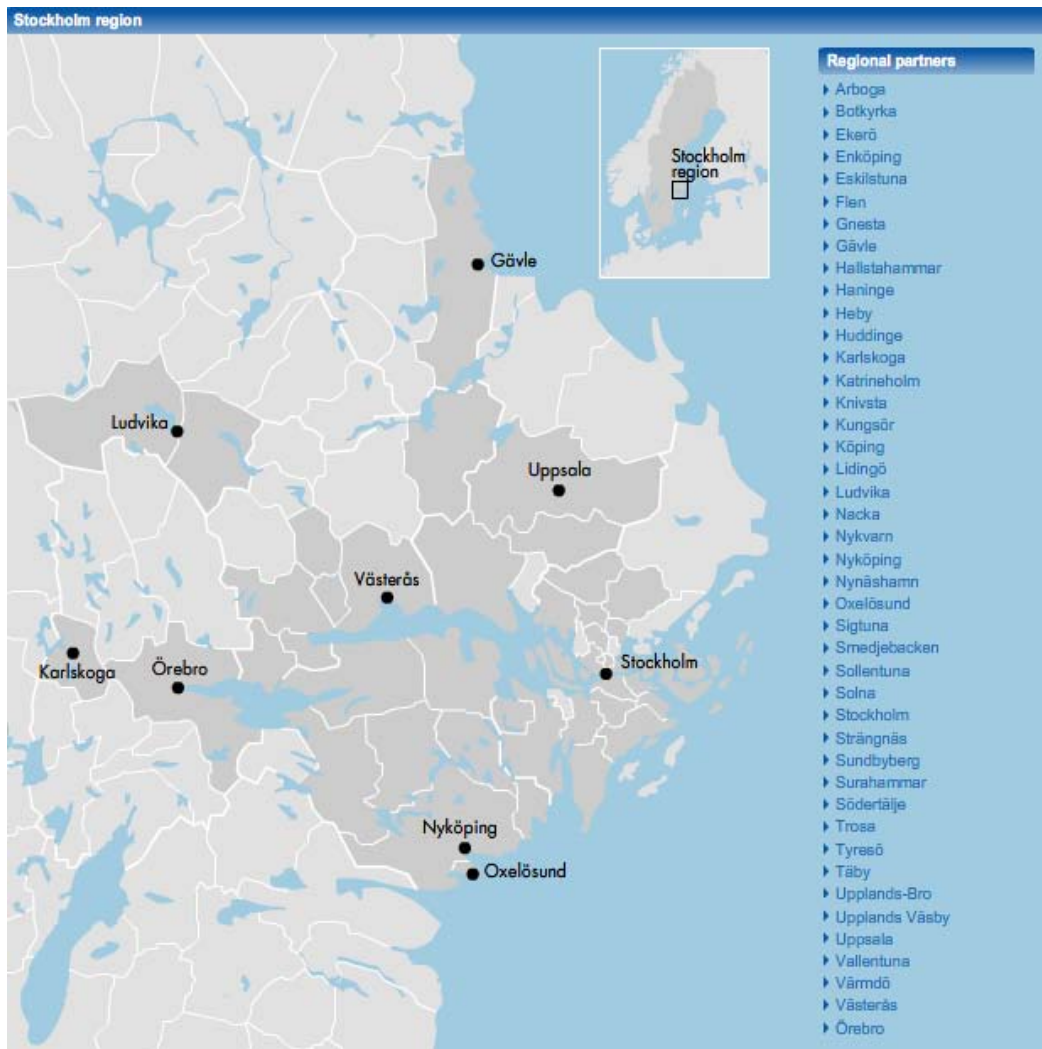 Stockholm region
Stockholm
region
Gävle
Ludvika
Uppsala
Västerås
Karlskoga
Örebro
Stockholm
Nyköping
Oxelösund
Regional partners
Arboga
Botkyrka
Ekerö
Enköping
Eskilstuna
Flen
Gnesta
Gävle
Hallstahammar
Haninge
Heby
Huddinge
Karlskoga
Katrineholm
Knivsta
Kungsör
Köping
Lidingö
Ludvika
Nacka
Nykvarn
Nyköping
Nynäshamn
Oxelösund
Sigtuna
Smedjebacken
Sollentuna
Solna
Stockholm
Strängnäs
Sundbyberg
Surahammar
Södertälje
Trosa
Tyresö
Täby
Upplands-Bro
Upplands Väsby
Uppsala
Vallentuna
Värmdö
Västerås
Örebro